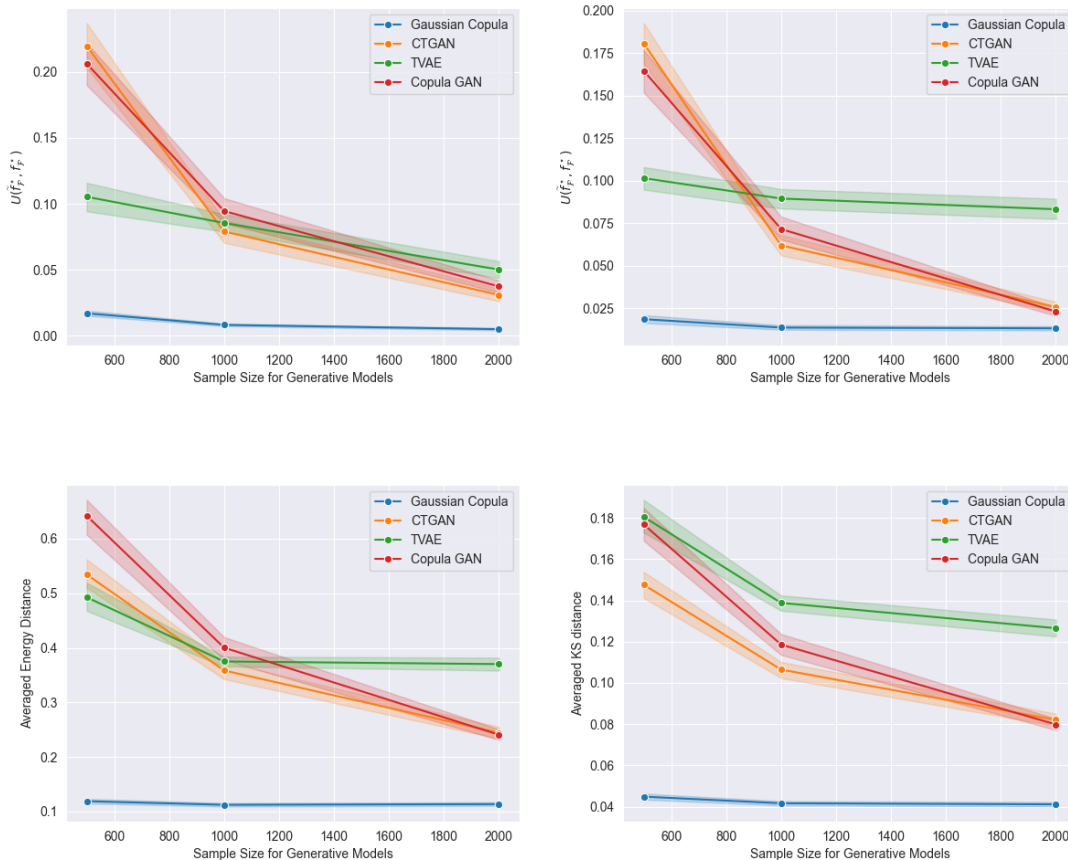 Gaussian Copula
CTGAN
TVAE
Copula GAN
0.20
0.15
0.10
0.05
0.00
U(f̃*_F, f*_F)
600 800 1000 1200 1400 1600 1800 2000
Sample Size for Generative Models
Gaussian Copula
CTGAN
TVAE
Copula GAN
0.200
0.175
0.150
0.125
0.100
0.075
0.050
0.025
U(f̃*_F, f*_F)
600 800 1000 1200 1400 1600 1800 2000
Sample Size for Generative Models
Gaussian Copula
CTGAN
TVAE
Copula GAN
0.6
0.5
0.4
0.3
0.2
0.1
Averaged Energy Distance
600 800 1000 1200 1400 1600 1800 2000
Sample Size for Generative Models
Gaussian Copula
CTGAN
TVAE
Copula GAN
0.18
0.16
0.14
0.12
0.10
0.08
0.06
0.04
Averaged KS distance
600 800 1000 1200 1400 1600 1800 2000
Sample Size for Generative Models